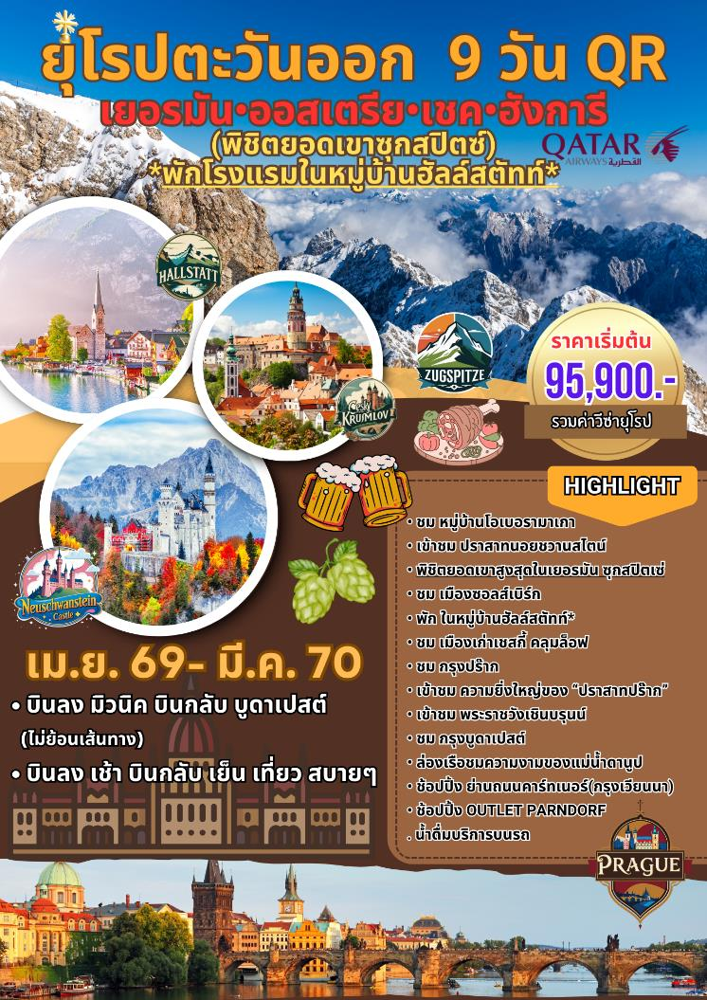 ยุโรปตะวันออก 9 วัน QR
เยอรมัน•ออสเตรีย•เชค•ฮังการี
(พิชิตยอดเขาซุกสปิตซ์)
*พักโรงแรมในหมู่บ้านฮัลล์สตัทท์*
QATAR
AIRWAYS القطرية
HALLSTATT
ZUGSPITZE
ราคาเริ่มต้น
95,900.-
รวมค่าวีซ่ายุโรป
Český
KRUMLOV
HIGHLIGHT
• ชม หมู่บ้านโอเบอรามาเกา
• เข้าชม ปราสาทนอยชวานสไตน์
• พิชิตยอดเขาสูงสุดในเยอรมัน ซุกสปิตเซ่
• ชม เมืองซอลส์เบิร์ก
• พัก ในหมู่บ้านฮัลล์สตัทท์*
• ชม เมืองเก่าเชสกี้ คลุมล็อฟ
• ชม กรุงปร๊าก
• เข้าชม ความยิ่งใหญ่ของ “ปราสาทปร๊าก”
• เข้าชม พระราชวังเชินบรุนน์
• ชม กรุงบูดาเปสต์
• ล่องเรือชมความงามของแม่น้ำดานูป
• ช้อปปิ้ง ย่านถนนคาร์ทเนอร์(กรุงเวียนนา)
• ช้อปปิ้ง OUTLET PARNDORF
. น้ำดื่มบริการบนรถ
Neuschwanstein
Castle
เม.ย. 69- มี.ค. 70
• บินลง มิวนิค บินกลับ บูดาเปสต์
(ไม่ย้อนเส้นทาง)
• บินลง เช้า บินกลับ เย็น เที่ยว สบายๆ
PRAGUE